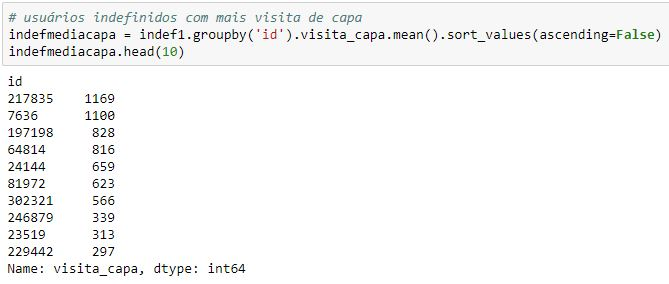 # usuários indefinidos com mais visita de capa
indefmediacapa = indef1.groupby('id').visita_capa.mean().sort_values(ascending=False)
indefmediacapa.head(10)
id
217835    1169
7636      1100
197198     828
64814      816
24144      659
81972      623
302321     566
246879     339
23519      313
229442     297
Name: visita_capa, dtype: int64